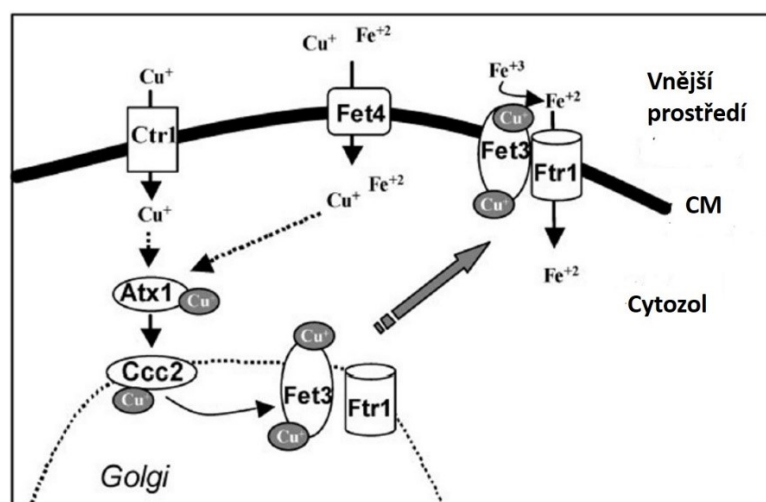 Cu⁺ Fe⁺²
Cu⁺
Fe⁺³
Fe⁺²
Vnější
prostředí
Ctr1
Fet4
Cu⁺
Fet3
Ftr1
Cu⁺
CM
Cu⁺
Cu⁺ Fe⁺²
Fe⁺²
Cytozol
Atx1
Cu⁺
Ccc2
Cu⁺
Cu⁺
Fet3
Cu⁺
Ftr1
Golgi